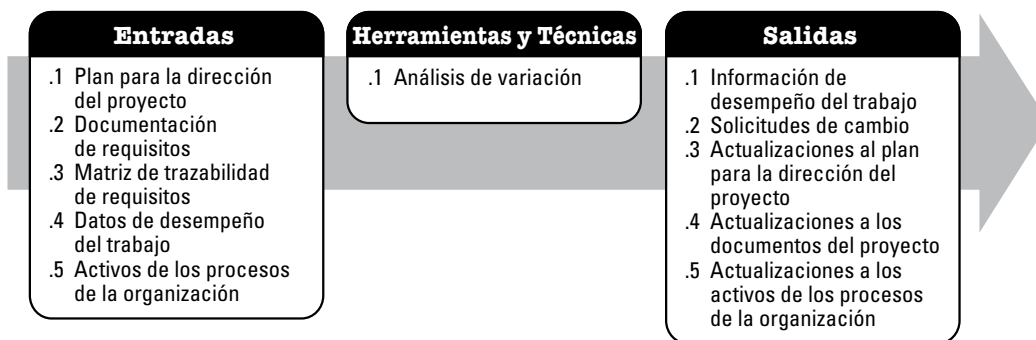 Entradas
.1 Plan para la dirección
del proyecto
.2 Documentación
de requisitos
.3 Matriz de trazabilidad
de requisitos
.4 Datos de desempeño
del trabajo
.5 Activos de los procesos
de la organización
Herramientas y Técnicas
.1 Análisis de variación
Salidas
.1 Información de
desempeño del trabajo
.2 Solicitudes de cambio
.3 Actualizaciones al plan
para la dirección del
proyecto
.4 Actualizaciones a los
documentos del proyecto
.5 Actualizaciones a los
activos de los procesos
de la organización